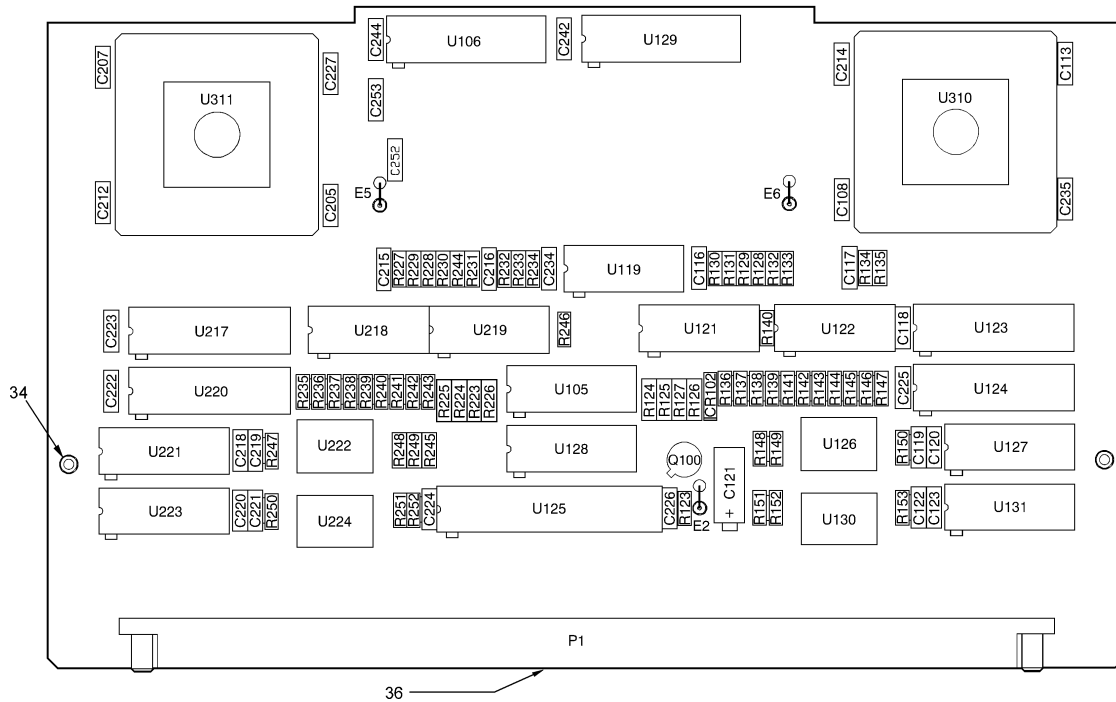 C244 U106 C242 U129
C207 C227 C214 C113
U311 C253 U310
C252
C212 C205 E5 E6 C108 C235
C215 R227 R229 R228 R230 R244 R231 C216 R232 R233 R234 C234 U119 C116 R130 R131 R129 R128 R132 R133 C117 R134 R135
C223 U217 U218 U219 R246 U121 R140 U122 C118 U123
C222 U220 R235 R236 R237 R238 R239 R240 R241 R242 R243 R225 R224 R223 R226 U105 R124 R125 R127 R126 CR102 R136 R137 R138 R139 R141 R142 R143 R144 R145 R146 R147 C225 U124
34
U221 C218 C219 R247 U222 R248 R249 R245 U128 Q100 C121 R148 R149 U126 R150 C119 C120 U127
U223 C220 C221 R250 U224 R251 R252 C224 U125 C226 R123 E2 + R151 R152 U130 R153 C122 C123 U131
P1
36